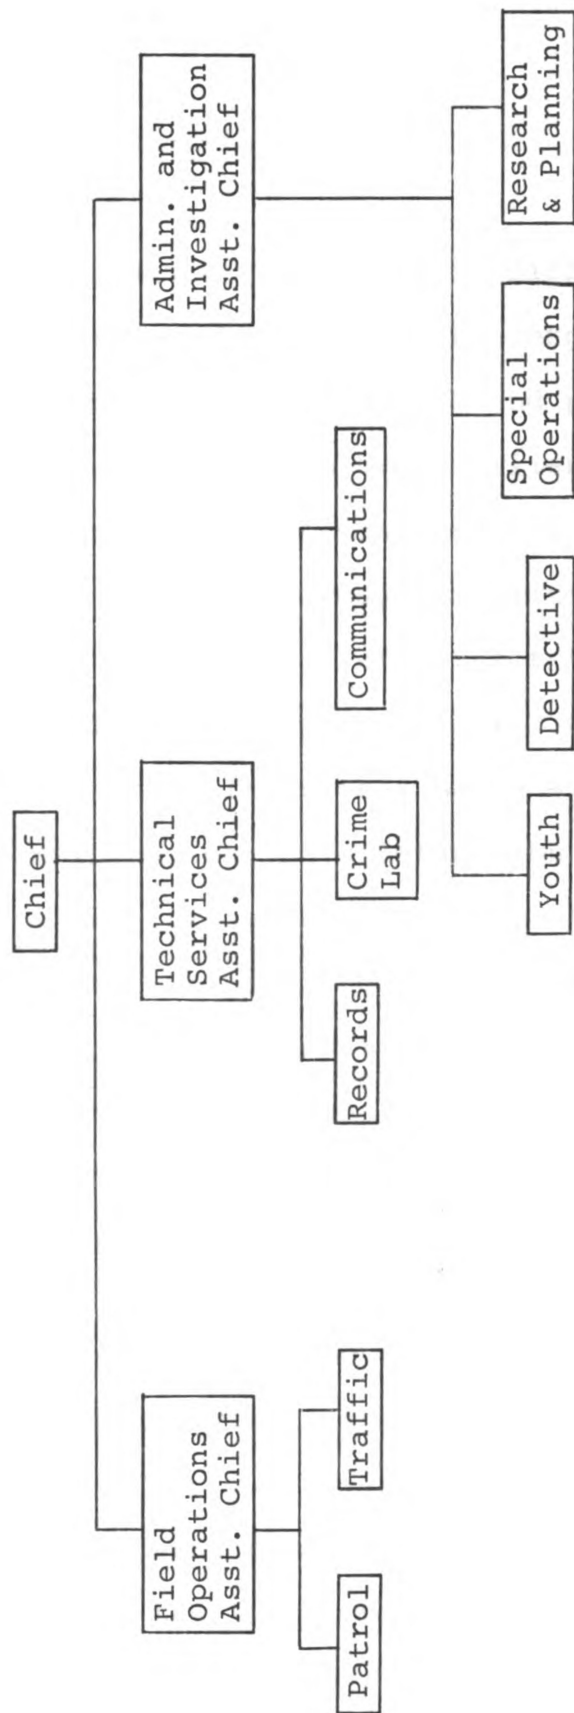 Chief
Field
Operations
Asst. Chief
Technical
Services
Asst. Chief
Admin. and
Investigation
Asst. Chief
Patrol
Traffic
Records
Crime
Lab
Communications
Youth
Detective
Special
Operations
Research
& Planning